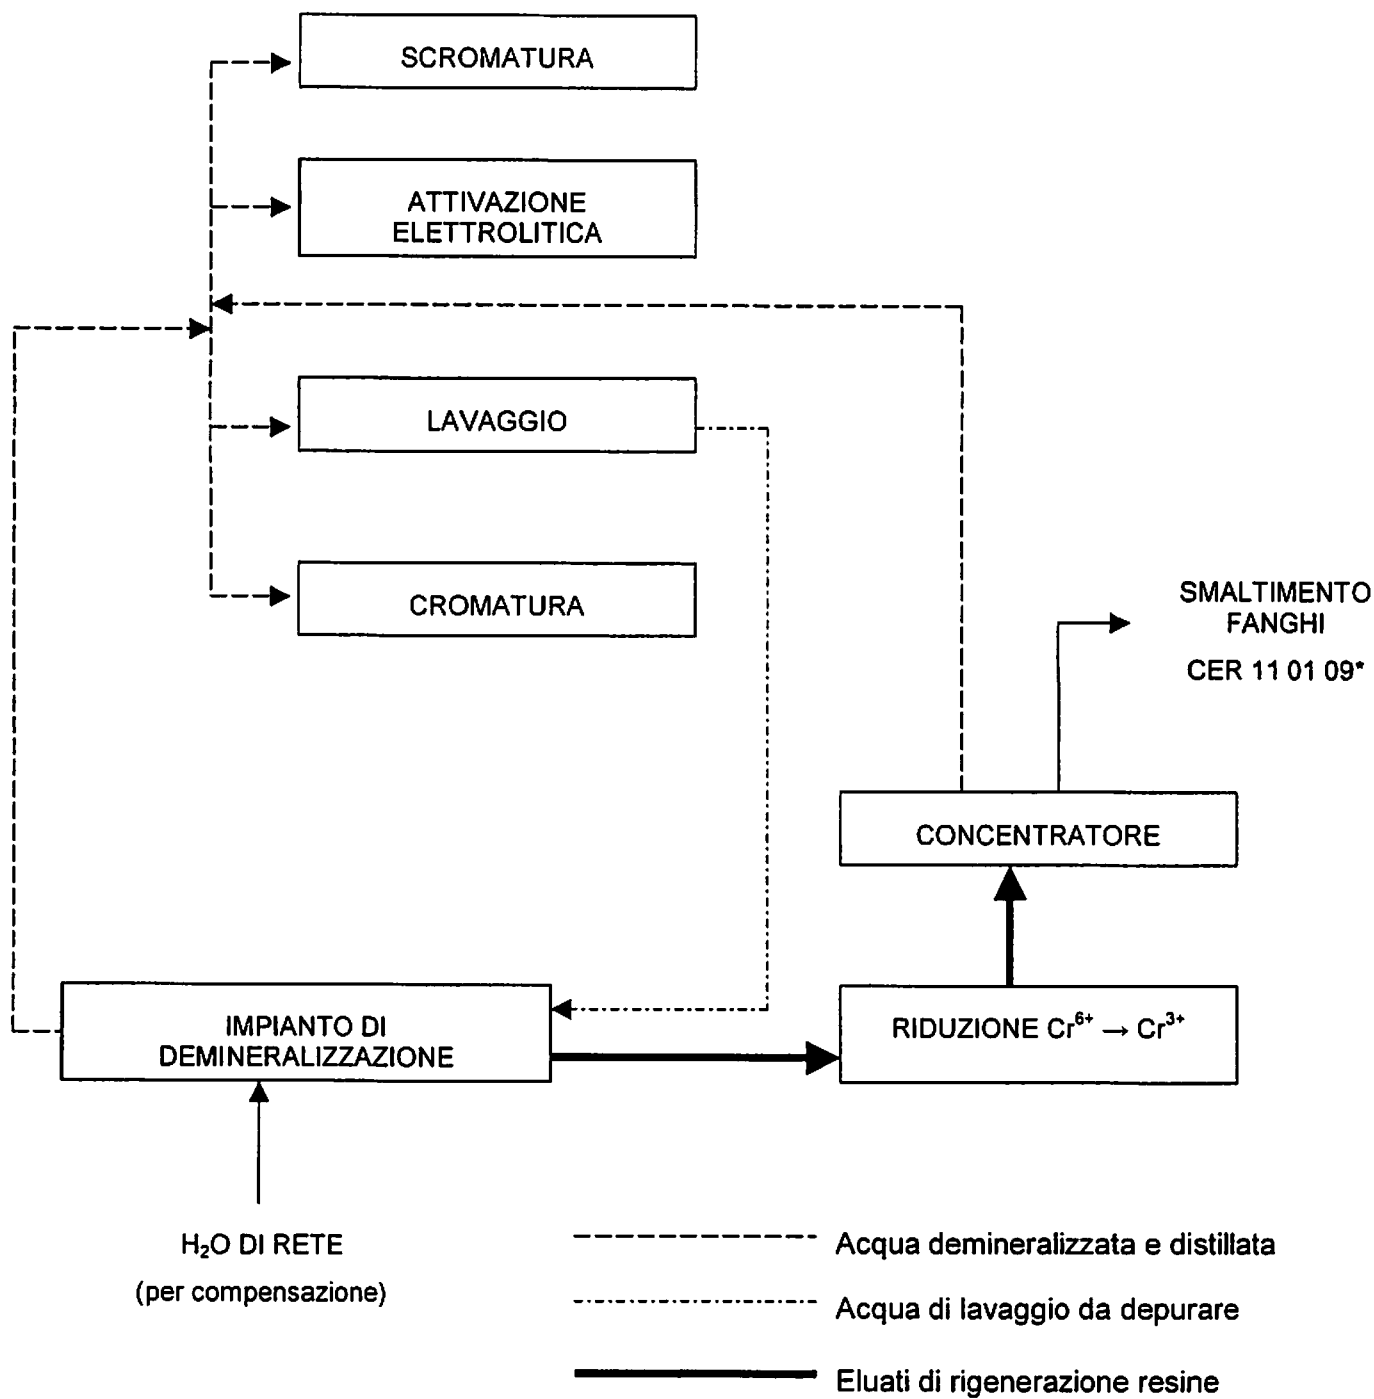 SCROMATURA
ATTIVAZIONE
ELETTROLITICA
LAVAGGIO
CROMATURA
SMALTIMENTO
FANGHI
CER 11 01 09*
CONCENTRATORE
IMPIANTO DI
DEMINERALIZZAZIONE
RIDUZIONE Cr⁶⁺ → Cr³⁺
H₂O DI RETE
(per compensazione)
Acqua demineralizzata e distillata
Acqua di lavaggio da depurare
Eluati di rigenerazione resine